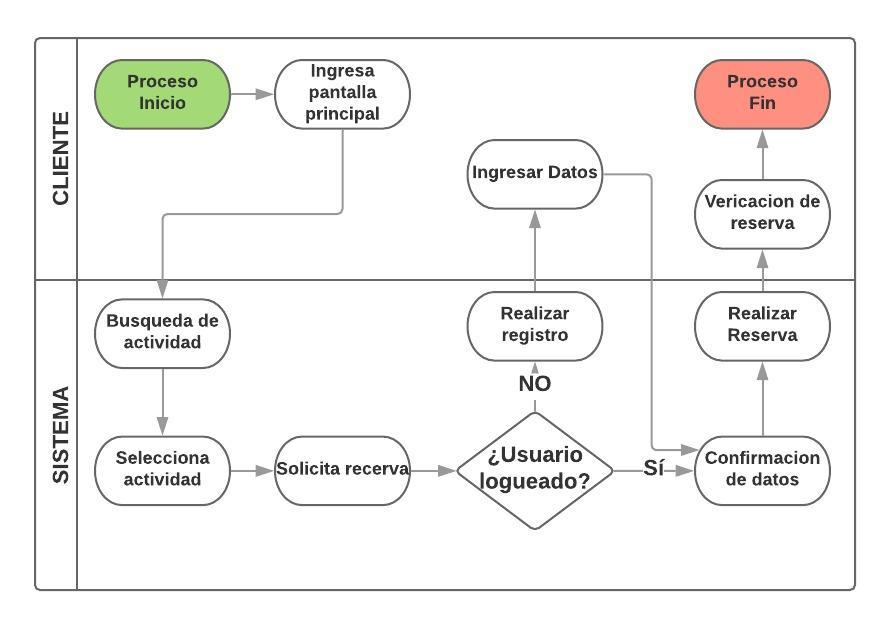 CLIENTE
Proceso
Inicio
Ingresa
pantalla
principal
Proceso
Fin
Ingresar Datos
Vericacion de
reserva
SISTEMA
Busqueda de
actividad
Realizar
registro
Realizar
Reserva
NO
Selecciona
actividad
Solicita recerva
¿Usuario
logueado?
Sí
Confirmacion
de datos